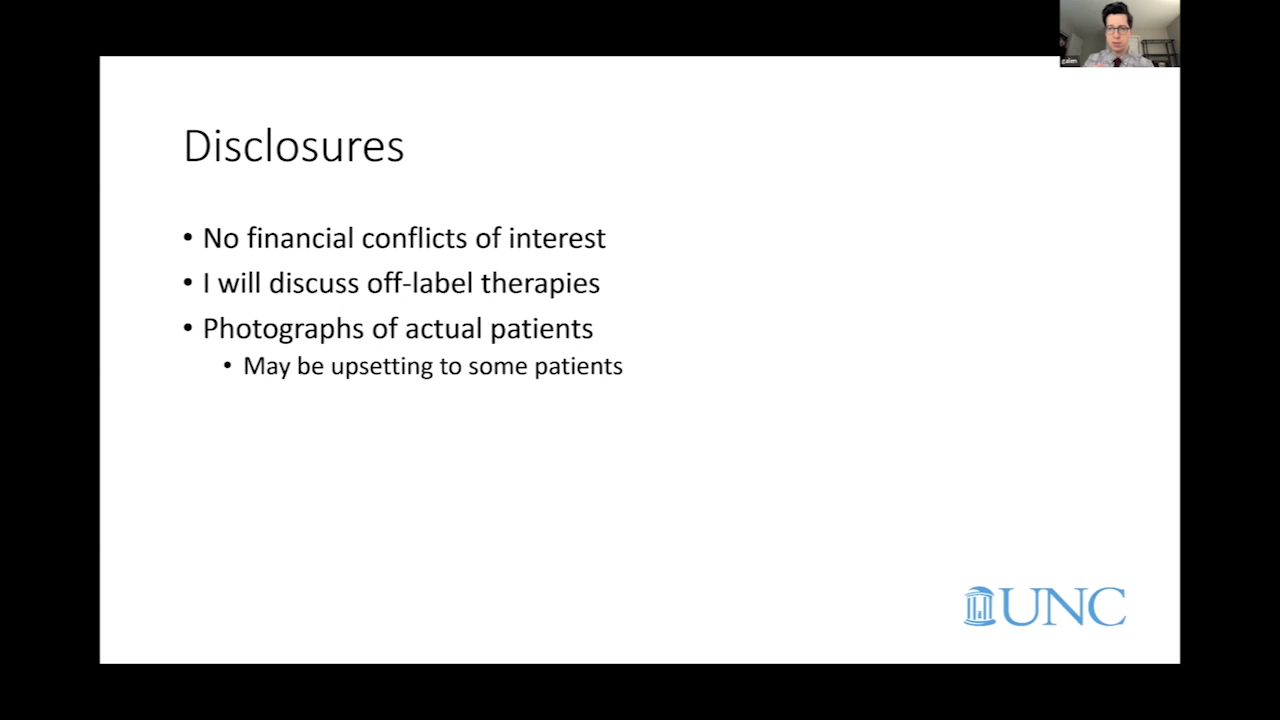 galen
Disclosures
• No financial conflicts of interest
• I will discuss off-label therapies
• Photographs of actual patients
• May be upsetting to some patients
UNC